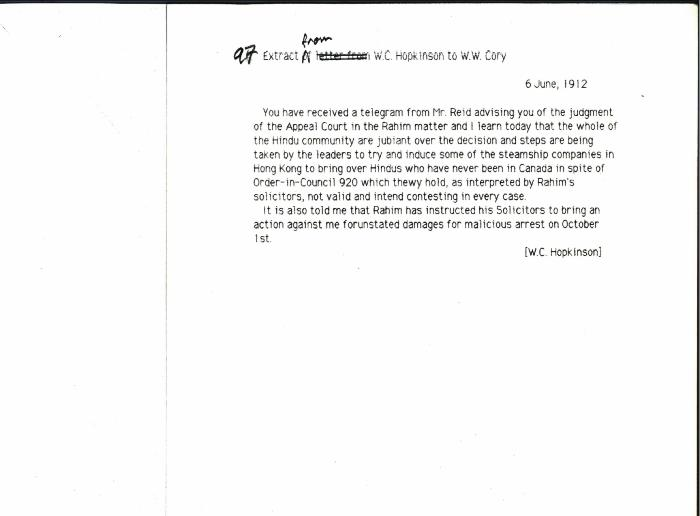 from
97 Extract of letter from W.C. Hopkinson to W.W. Cory
6 June, 1912
You have received a telegram from Mr. Reid advising you of the judgment
of the Appeal Court in the Rahim matter and I learn today that the whole of
the Hindu community are jubiant over the decision and steps are being
taken by the leaders to try and induce some of the steamship companies in
Hong Kong to bring over Hindus who have never been in Canada in spite of
Order-in-Council 920 which thewy hold, as interpreted by Rahim's
solicitors, not valid and intend contesting in every case.
It is also told me that Rahim has instructed his Solicitors to bring an
action against me forunstated damages for malicious arrest on October
1st.
[W.C. Hopkinson]